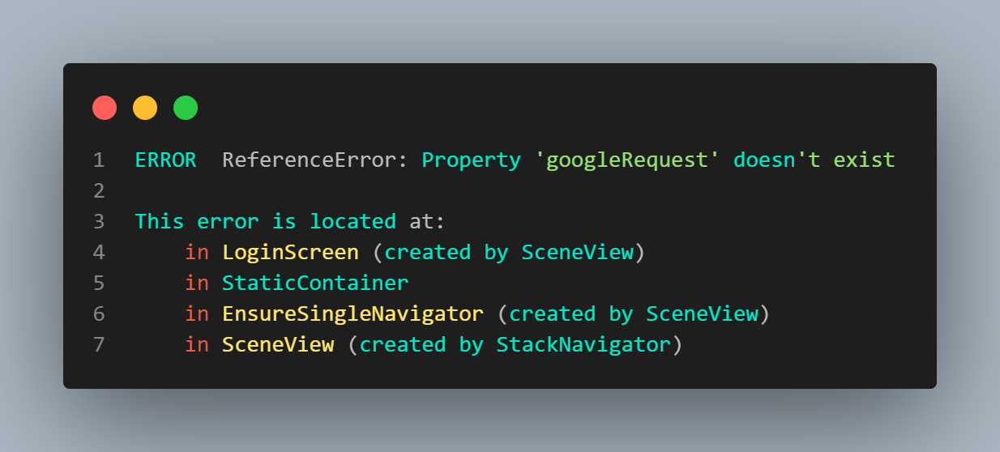 1 ERROR  ReferenceError: Property 'googleRequest' doesn't exist
2
3 This error is located at:
4     in LoginScreen (created by SceneView)
5     in StaticContainer
6     in EnsureSingleNavigator (created by SceneView)
7     in SceneView (created by StackNavigator)